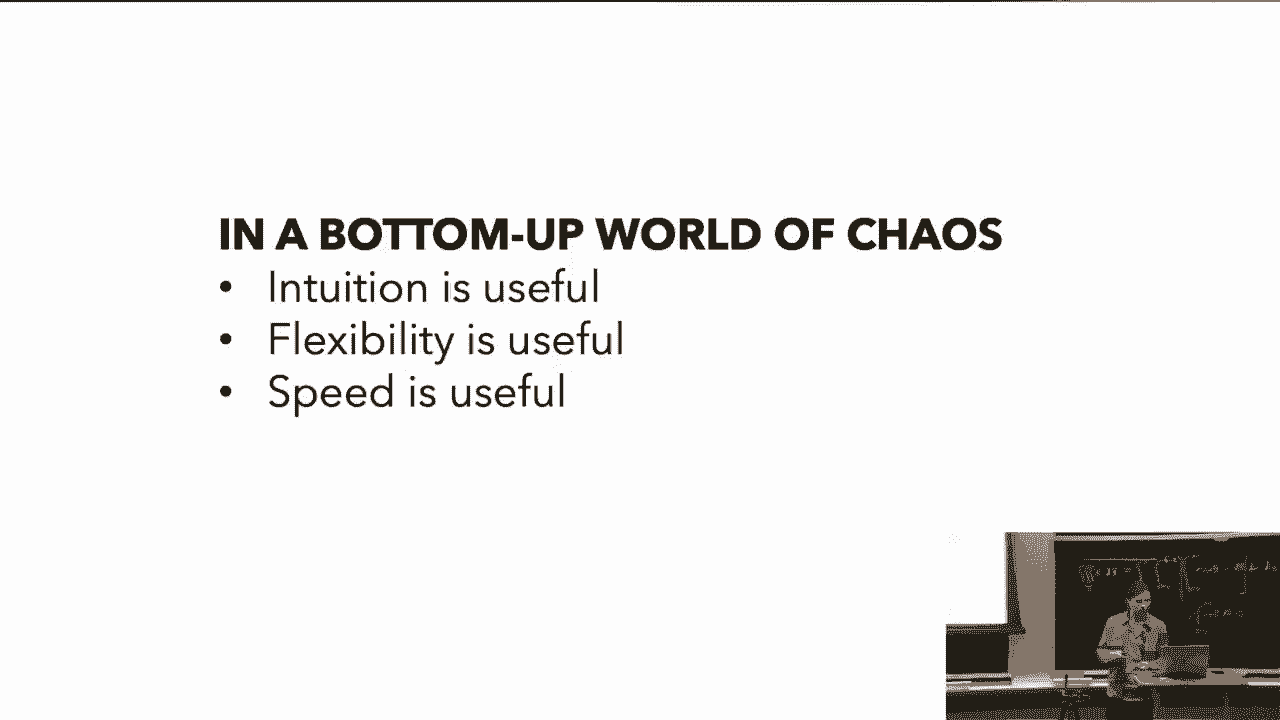 IN A BOTTOM-UP WORLD OF CHAOS
• Intuition is useful
• Flexibility is useful
• Speed is useful